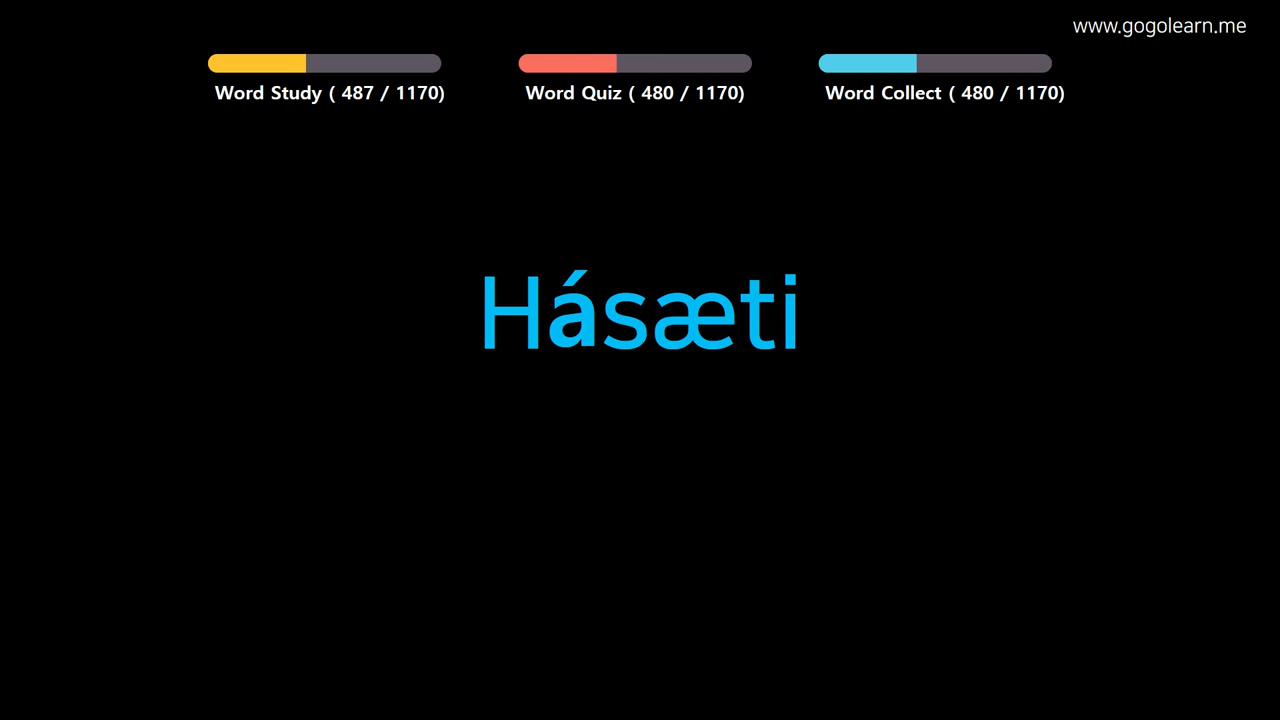 www.gogolearn.me
Word Study ( 487 / 1170)
Word Quiz ( 480 / 1170)
Word Collect ( 480 / 1170)
Hásæti